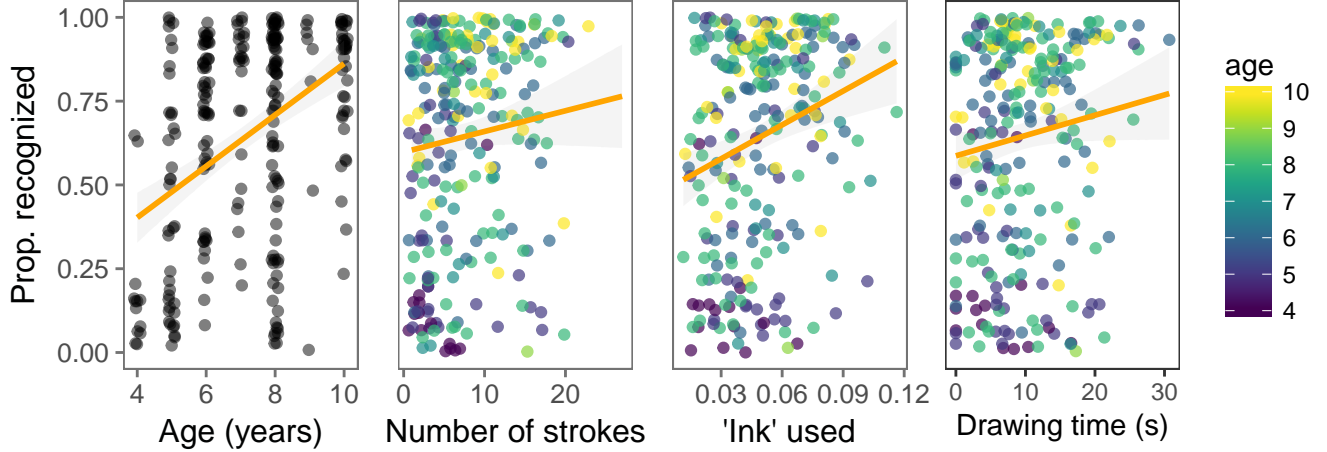 Prop. recognized
1.00
0.75
0.50
0.25
0.00
4 6 8 10
Age (years)
0 10 20
Number of strokes
0.03 0.06 0.09 0.12
'Ink' used
0 10 20 30
Drawing time (s)
age
10
9
8
7
6
5
4